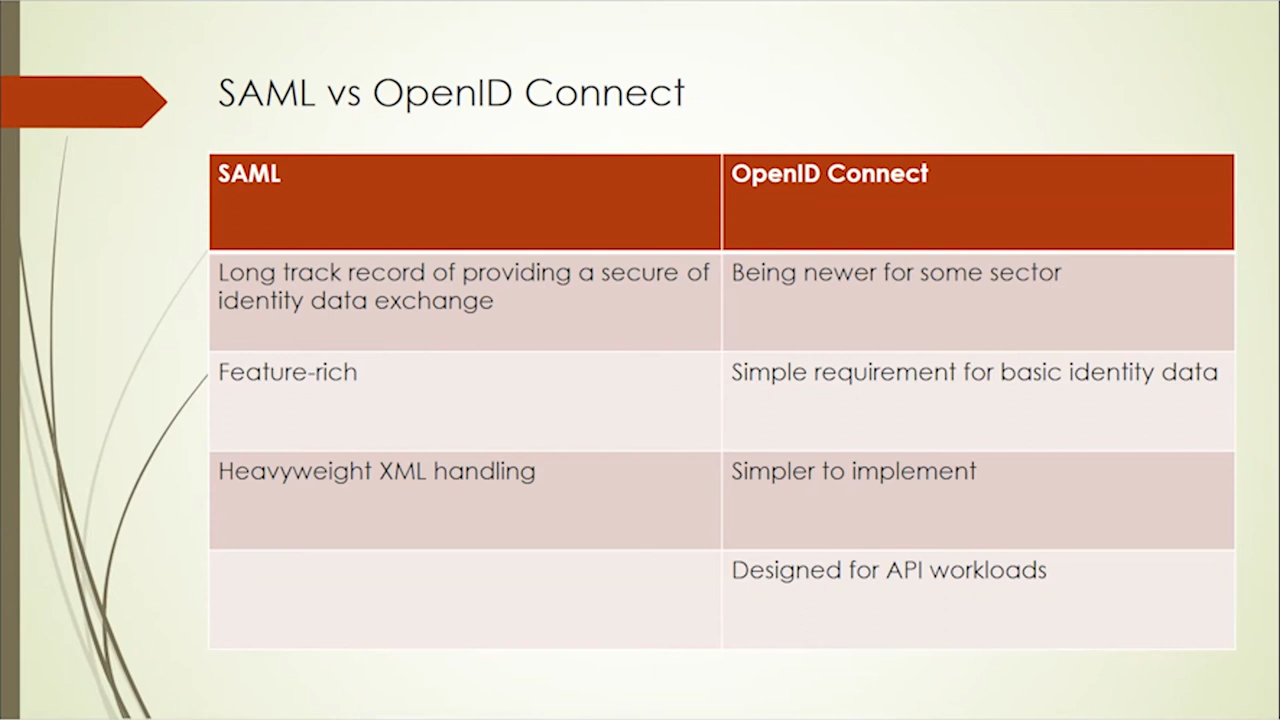 SAML vs OpenID Connect
SAML
OpenID Connect
Long track record of providing a secure of
identity data exchange
Being newer for some sector
Feature-rich
Simple requirement for basic identity data
Heavyweight XML handling
Simpler to implement
Designed for API workloads